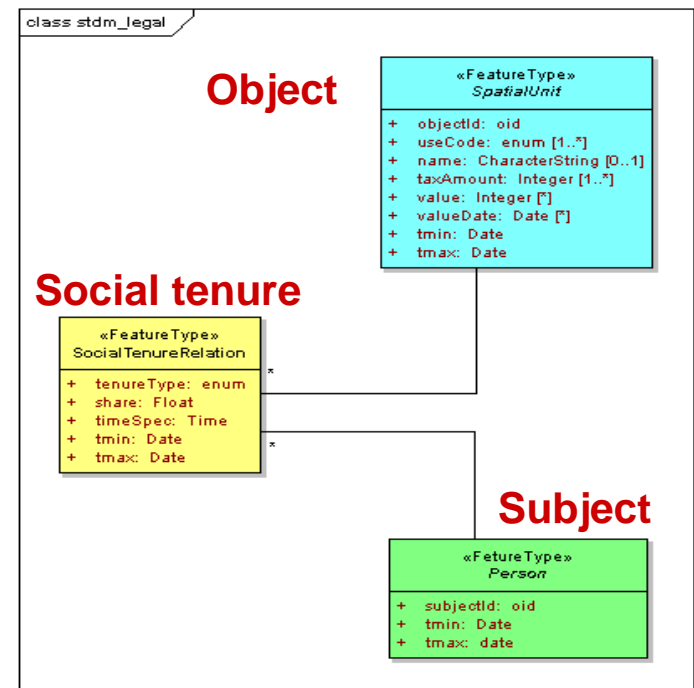 class stdm_legal
Object
«FeatureType»
SpatialUnit
+ objectId: oid
+ useCode: enum [1..*]
+ name: CharacterString [0..1]
+ taxAmount: Integer [1..*]
+ value: Integer [*]
+ valueDate: Date [*]
+ tmin: Date
+ tmax: Date
Social tenure
«FeatureType»
SocialTenureRelation
+ tenureType: enum
+ share: Float
+ timeSpec: Time
+ tmin: Date
+ tmax: Date
*
*
Subject
«FetureType»
Person
+ subjectId: oid
+ tmin: Date
+ tmax: date